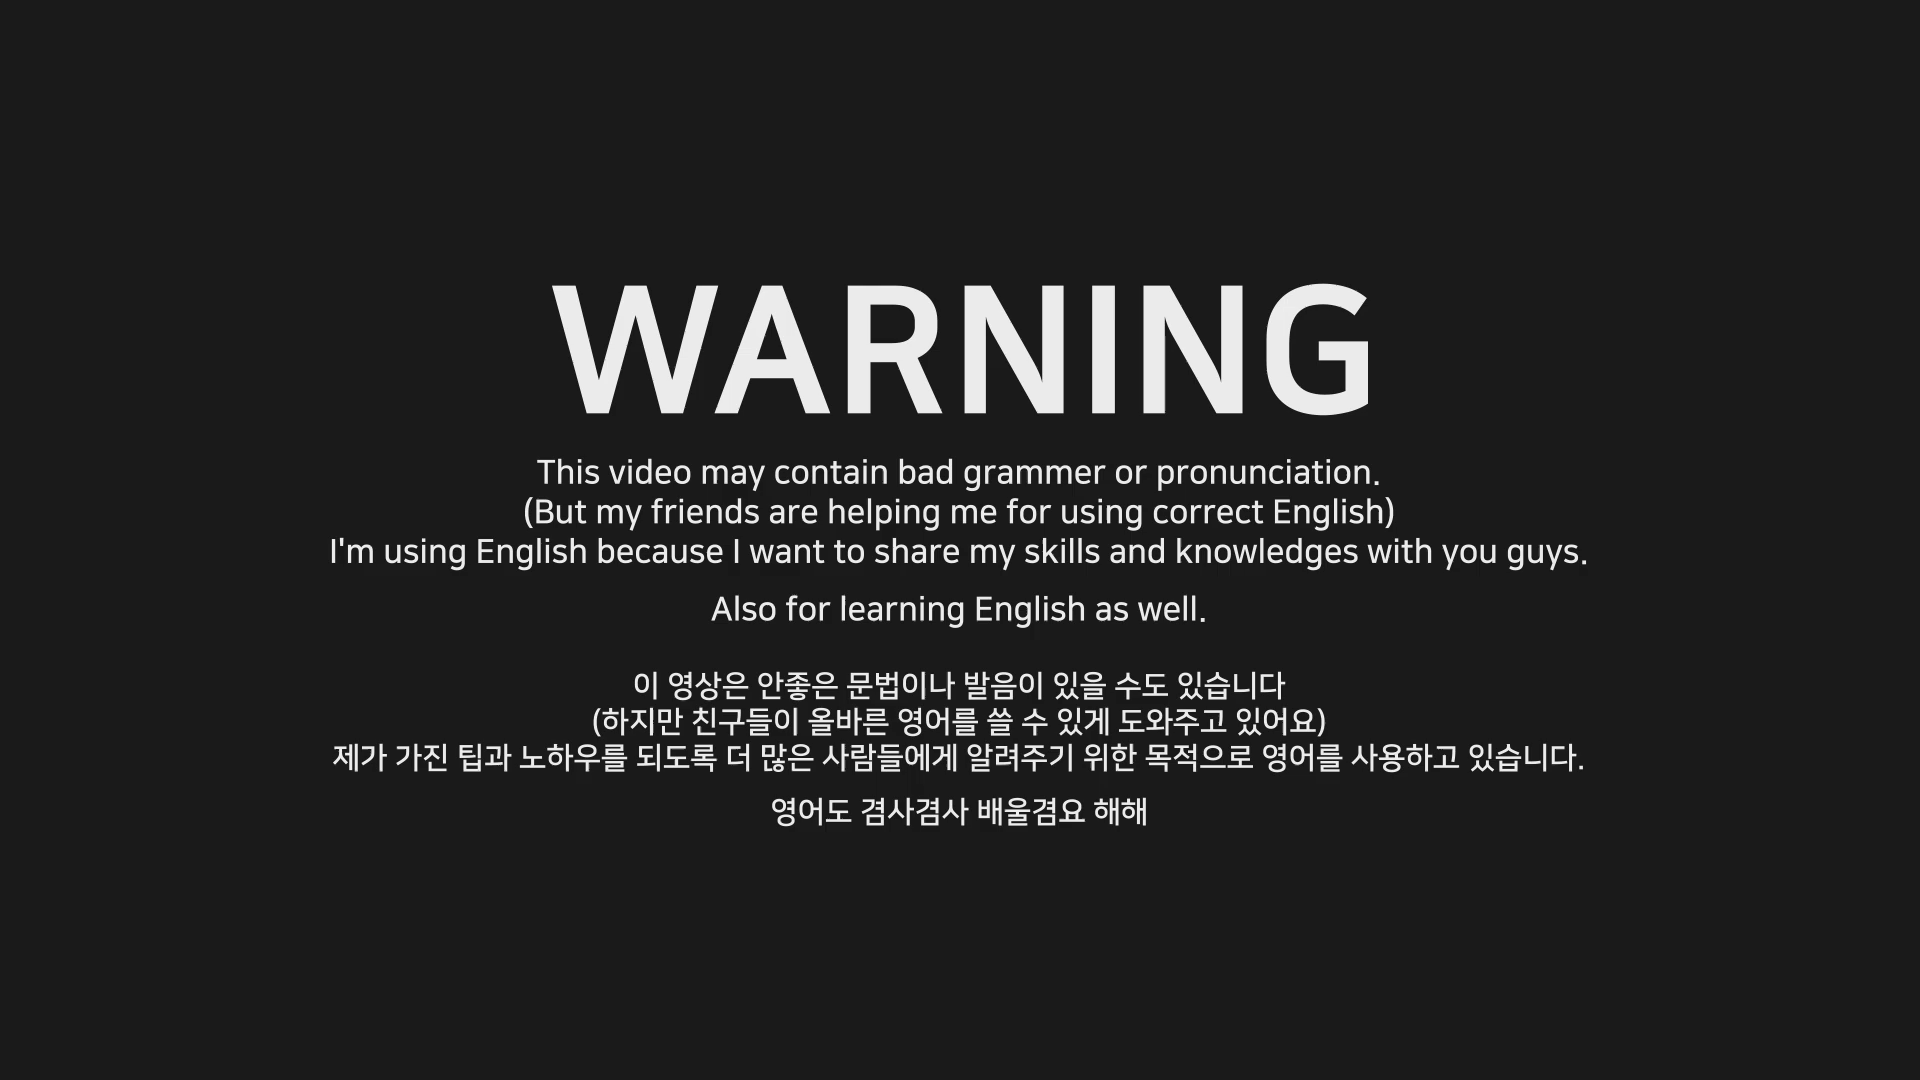 WARNING
This video may contain bad grammer or pronunciation.
(But my friends are helping me for using correct English)
I'm using English because I want to share my skills and knowledges with you guys.
Also for learning English as well.
이 영상은 안좋은 문법이나 발음이 있을 수도 있습니다
(하지만 친구들이 올바른 영어를 쓸 수 있게 도와주고 있어요)
제가 가진 팁과 노하우를 되도록 더 많은 사람들에게 알려주기 위한 목적으로 영어를 사용하고 있습니다.
영어도 겸사겸사 배울겸요 해해